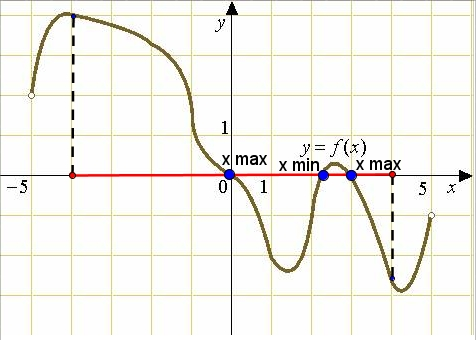 y
1
y = f(x)
x max
x min
x max
−5
0
1
5
x